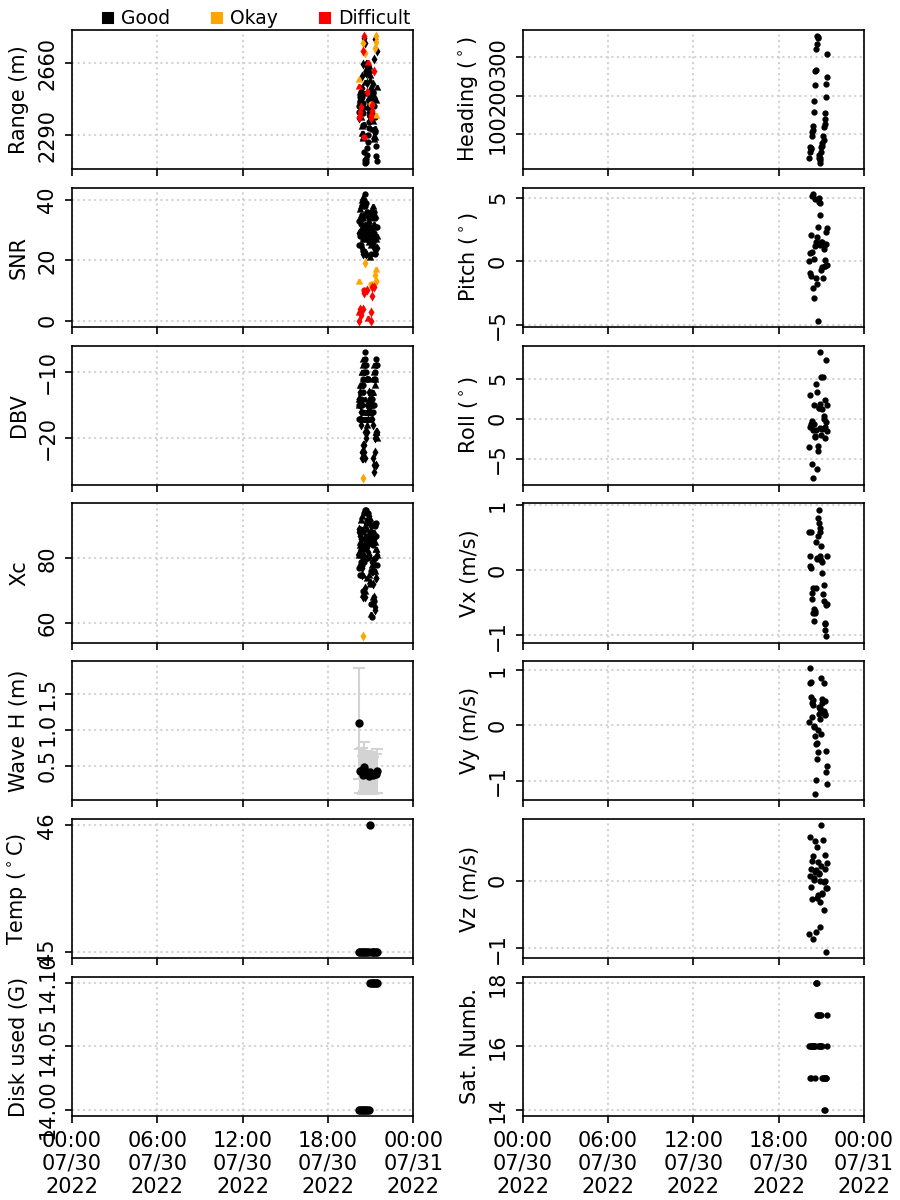 Good Okay Difficult
Range (m)
2660
2290
Heading (°)
300
200
100
SNR
40
20
0
Pitch (°)
5
0
−5
DBV
−10
−20
Roll (°)
5
0
−5
Xc
80
60
Vx (m/s)
1
0
−1
Wave H (m)
1.5
1.0
0.5
Vy (m/s)
1
0
−1
Temp (°C)
46
45
Vz (m/s)
0
−1
Disk used (G)
14.10
14.05
14.00
Sat. Numb.
18
16
14
00:00 06:00 12:00 18:00 00:00
07/30 07/30 07/30 07/30 07/31
2022 2022 2022 2022 2022
00:00 06:00 12:00 18:00 00:00
07/30 07/30 07/30 07/30 07/31
2022 2022 2022 2022 2022